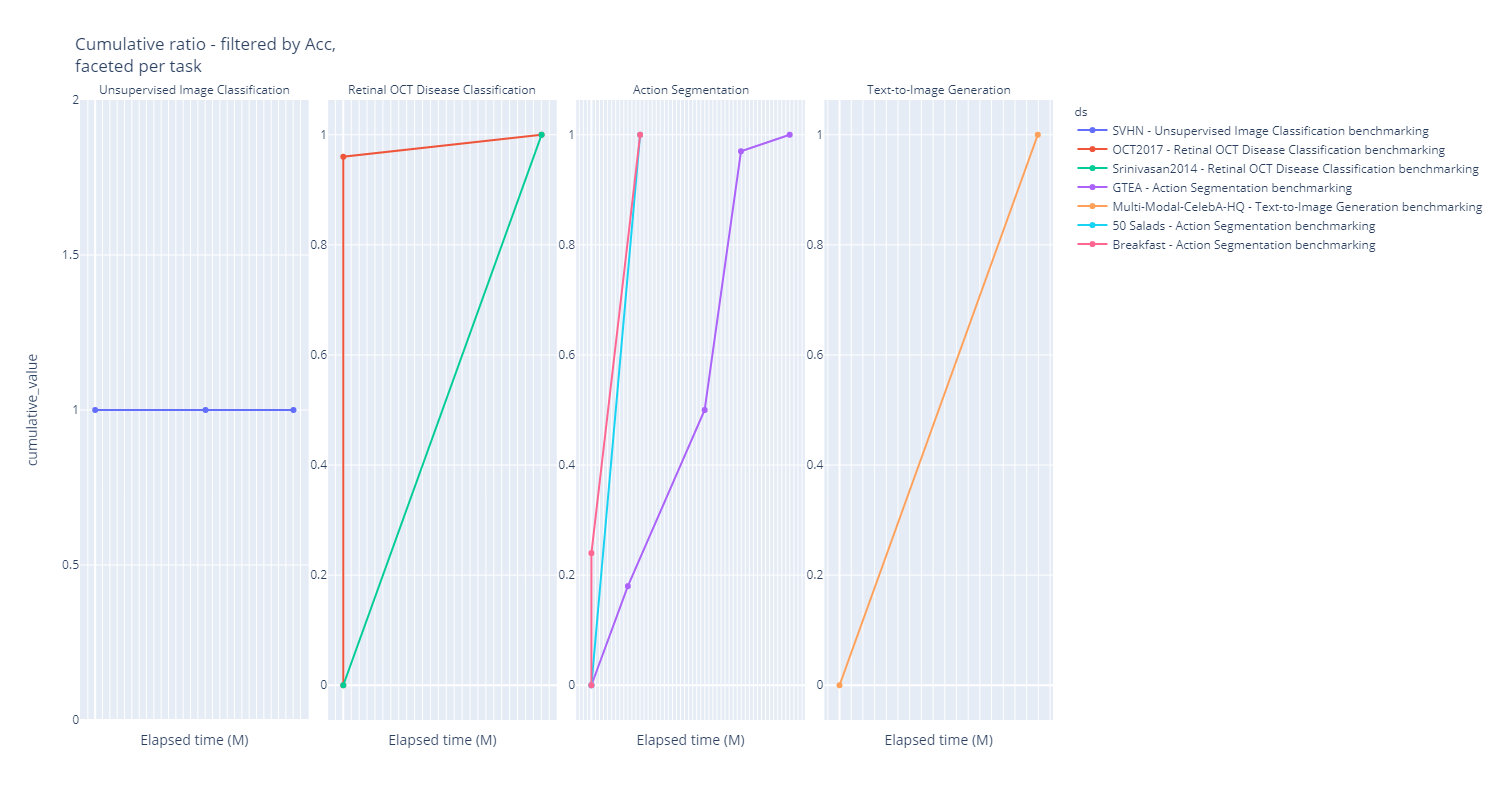 Cumulative ratio - filtered by Acc,
faceted per task
Unsupervised Image Classification
Retinal OCT Disease Classification
Action Segmentation
Text-to-Image Generation
cumulative_value
2
1.5
1
0.5
0
1
0.8
0.6
0.4
0.2
0
1
0.8
0.6
0.4
0.2
0
1
0.8
0.6
0.4
0.2
0
Elapsed time (M)
Elapsed time (M)
Elapsed time (M)
Elapsed time (M)
ds
SVHN - Unsupervised Image Classification benchmarking
OCT2017 - Retinal OCT Disease Classification benchmarking
Srinivasan2014 - Retinal OCT Disease Classification benchmarking
GTEA - Action Segmentation benchmarking
Multi-Modal-CelebA-HQ - Text-to-Image Generation benchmarking
50 Salads - Action Segmentation benchmarking
Breakfast - Action Segmentation benchmarking